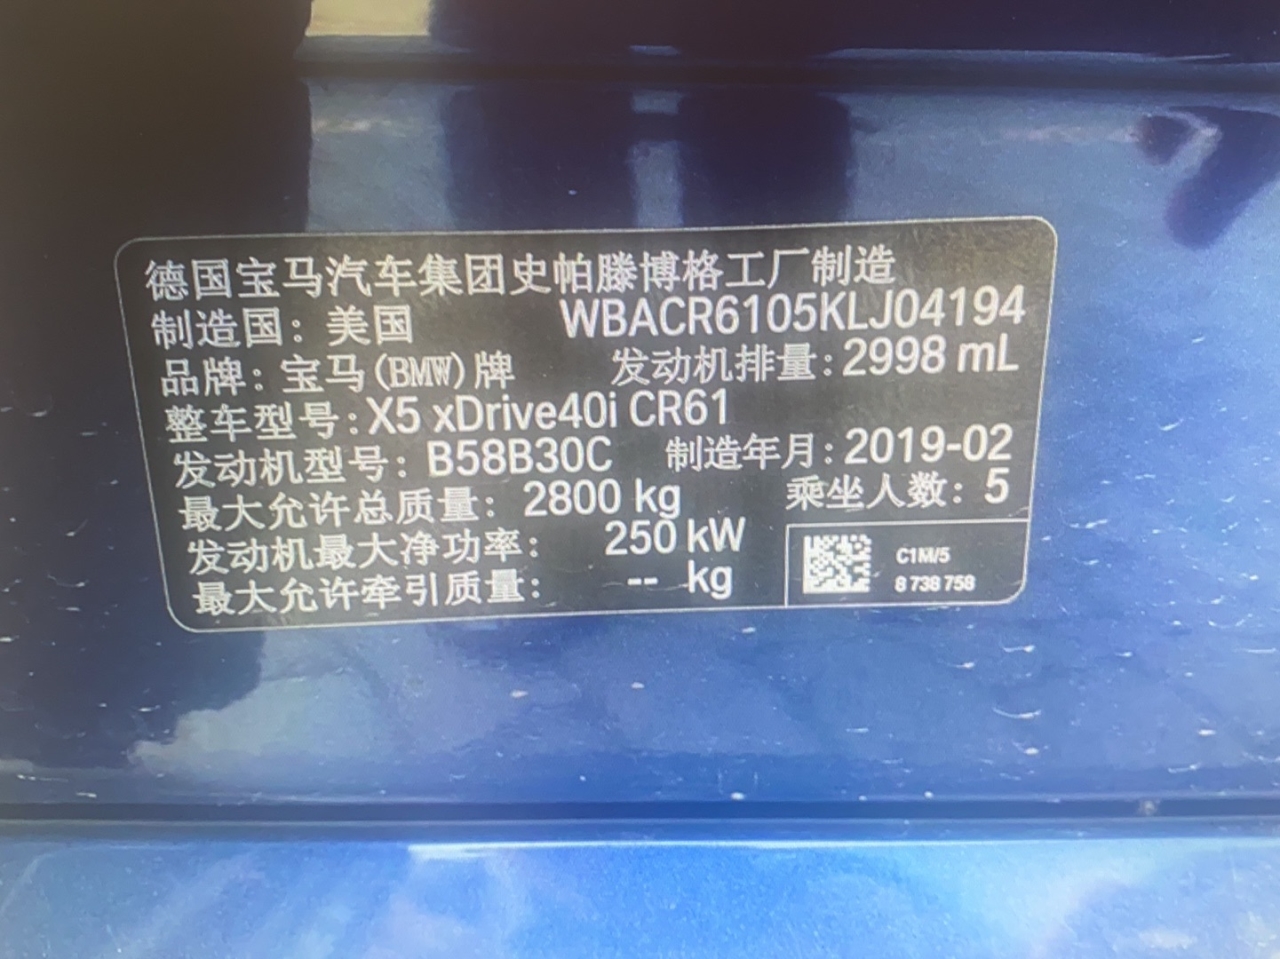 德国宝马汽车集团史帕滕博格工厂制造
制造国：美国 WBACR6105KLJ04194
品牌：宝马(BMW)牌 发动机排量：2998 mL
整车型号：X5 xDrive40i CR61
发动机型号：B58B30C 制造年月：2019-02
最大允许总质量：2800 kg 乘坐人数：5
发动机最大净功率：250 kW
最大允许牵引质量：-- kg
C1M/5
8 738 758